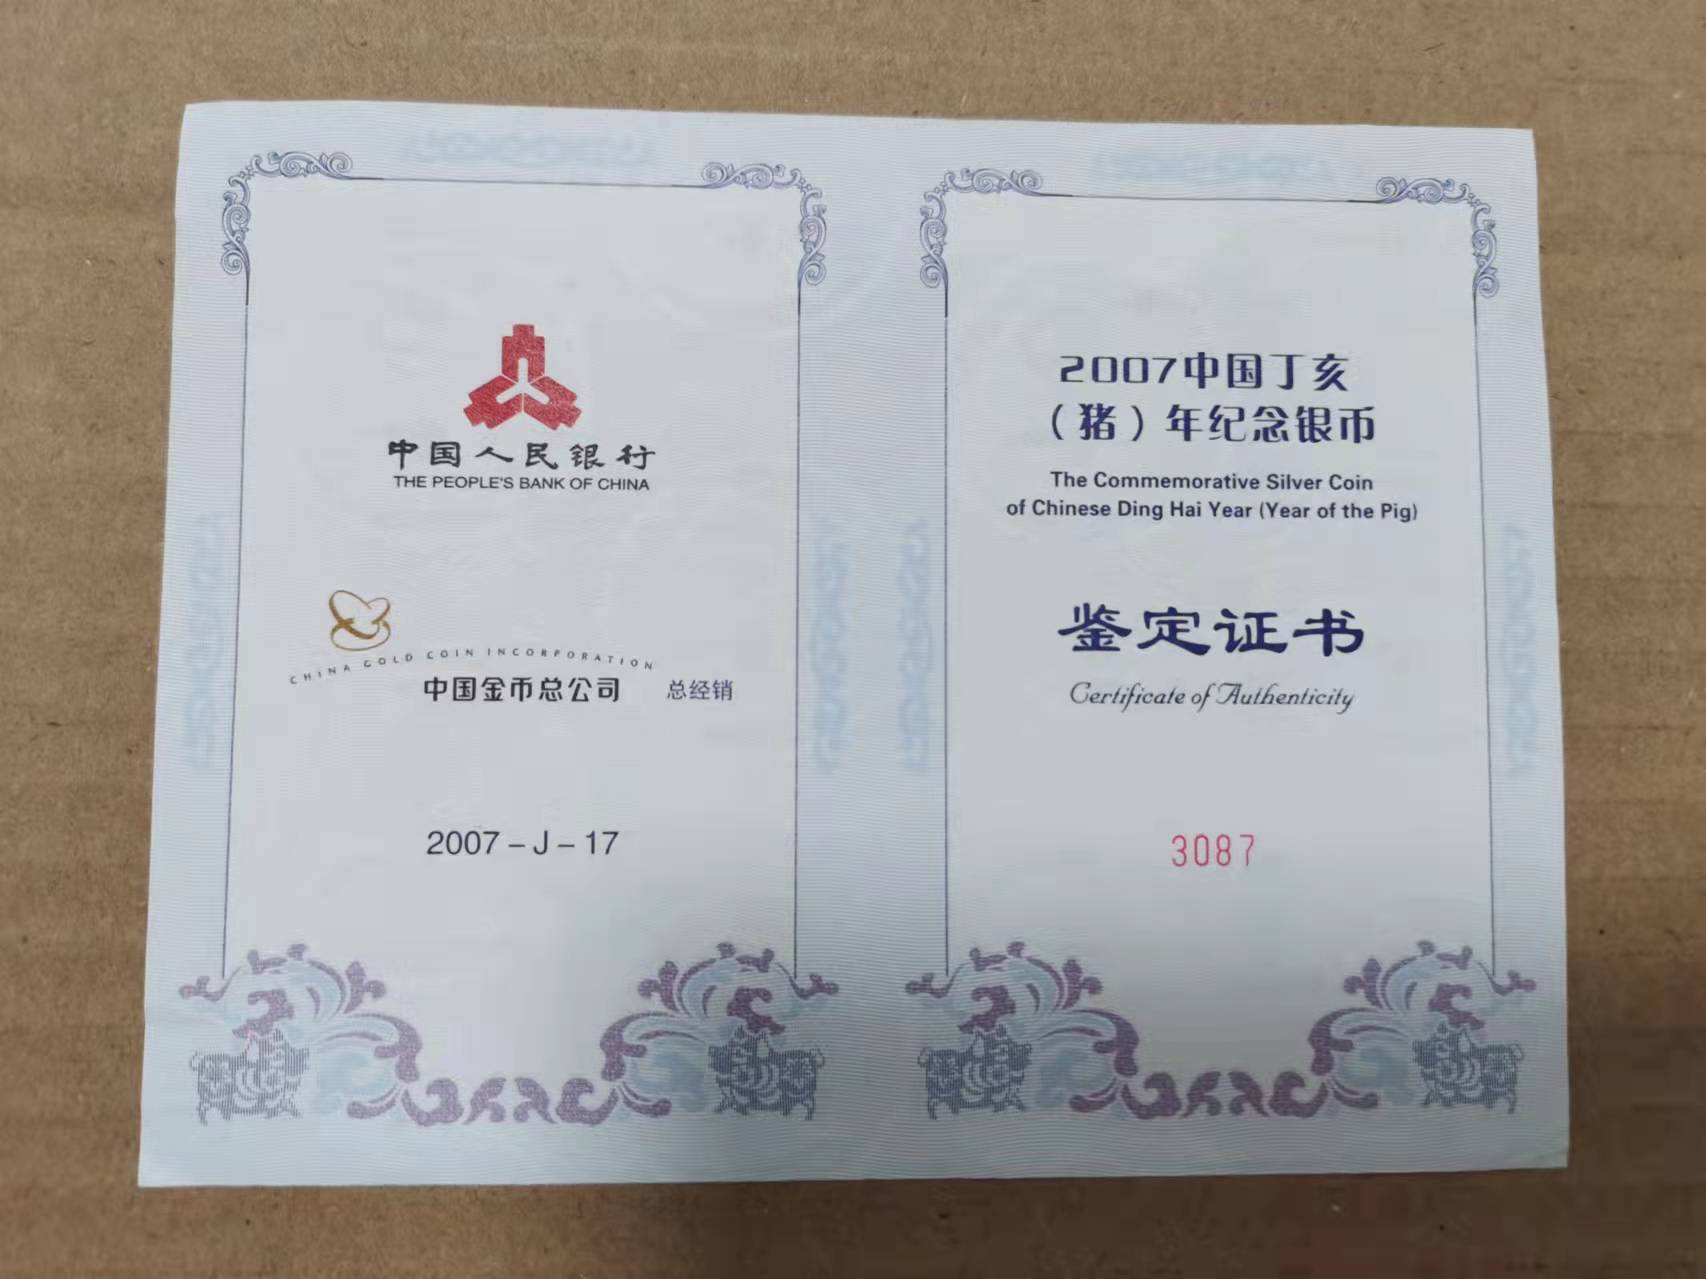 中国人民银行
THE PEOPLE'S BANK OF CHINA
CHINA GOLD COIN INCORPORATION
中国金币总公司 总经销
2007-J-17
2007中国丁亥
（猪）年纪念银币
The Commemorative Silver Coin
of Chinese Ding Hai Year (Year of the Pig)
鉴定证书
Certificate of Authenticity
3087